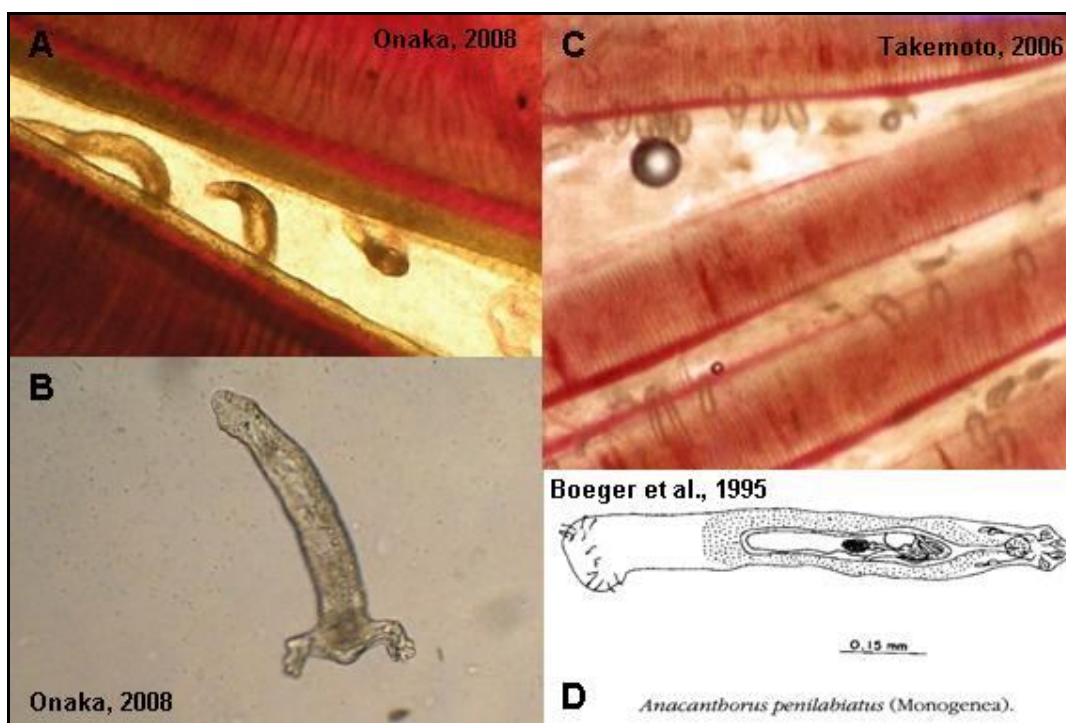 A
Onaka, 2008
C
Takemoto, 2006
B
Onaka, 2008
Boeger et al., 1995
0,15 mm
D
Anacanthorus penilabiatus (Monogenea).